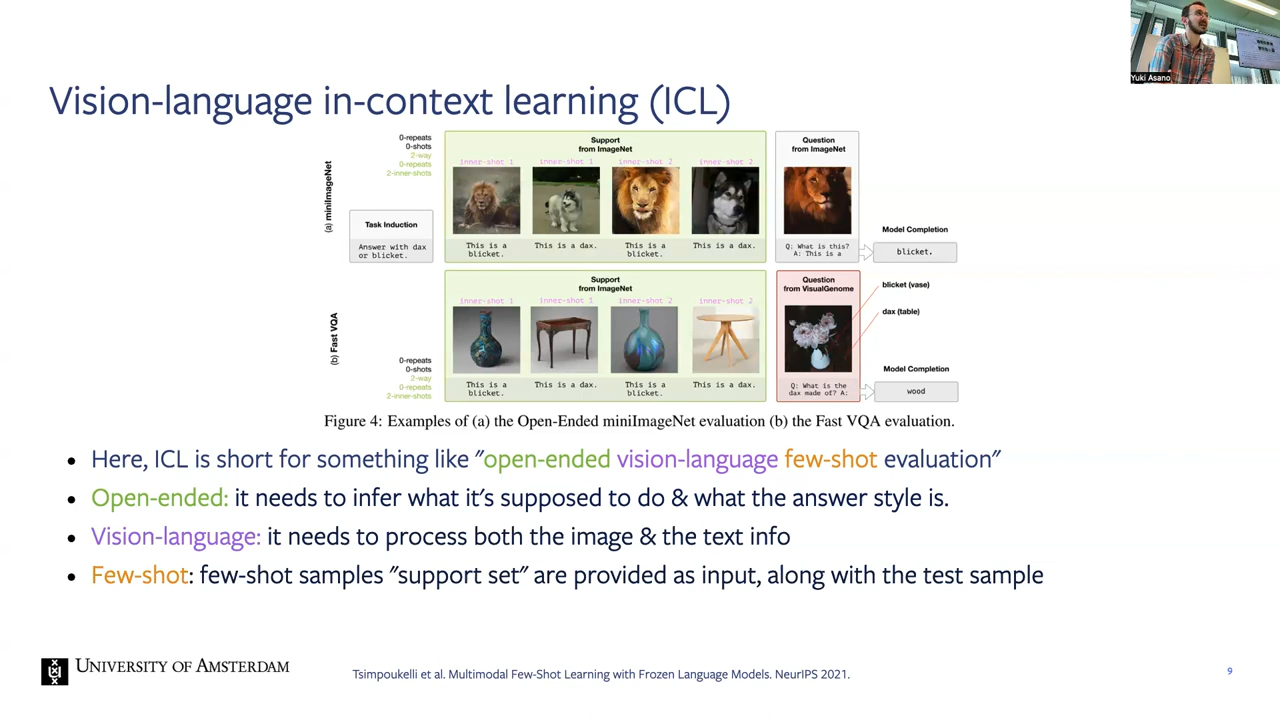 Yuki Asano
Vision-language in-context learning (ICL)
(a) miniImageNet
0-repeats
0-shots
2-way
0-repeats
2-inner-shots
Task Induction
Answer with dax
or blicket.
Support
from ImageNet
inner-shot 1 inner-shot 1 inner-shot 2 inner-shot 2
This is a
blicket.
This is a dax.
This is a
blicket.
This is a dax.
Question
from ImageNet
Q: What is this?
A: This is a
Model Completion
blicket.
(b) Fast VQA
0-repeats
0-shots
2-way
0-repeats
2-inner-shots
Support
from ImageNet
inner-shot 1 inner-shot 1 inner-shot 2 inner-shot 2
This is a
blicket.
This is a dax.
This is a
blicket.
This is a dax.
Question
from VisualGenome
Q: What is the
dax made of? A:
blicket (vase)
dax (table)
Model Completion
wood
Figure 4: Examples of (a) the Open-Ended miniImageNet evaluation (b) the Fast VQA evaluation.
• Here, ICL is short for something like "open-ended vision-language few-shot evaluation"
• Open-ended: it needs to infer what it's supposed to do & what the answer style is.
• Vision-language: it needs to process both the image & the text info
• Few-shot: few-shot samples "support set" are provided as input, along with the test sample
UNIVERSITY OF AMSTERDAM
Tsimpoukelli et al. Multimodal Few-Shot Learning with Frozen Language Models. NeurIPS 2021.
9